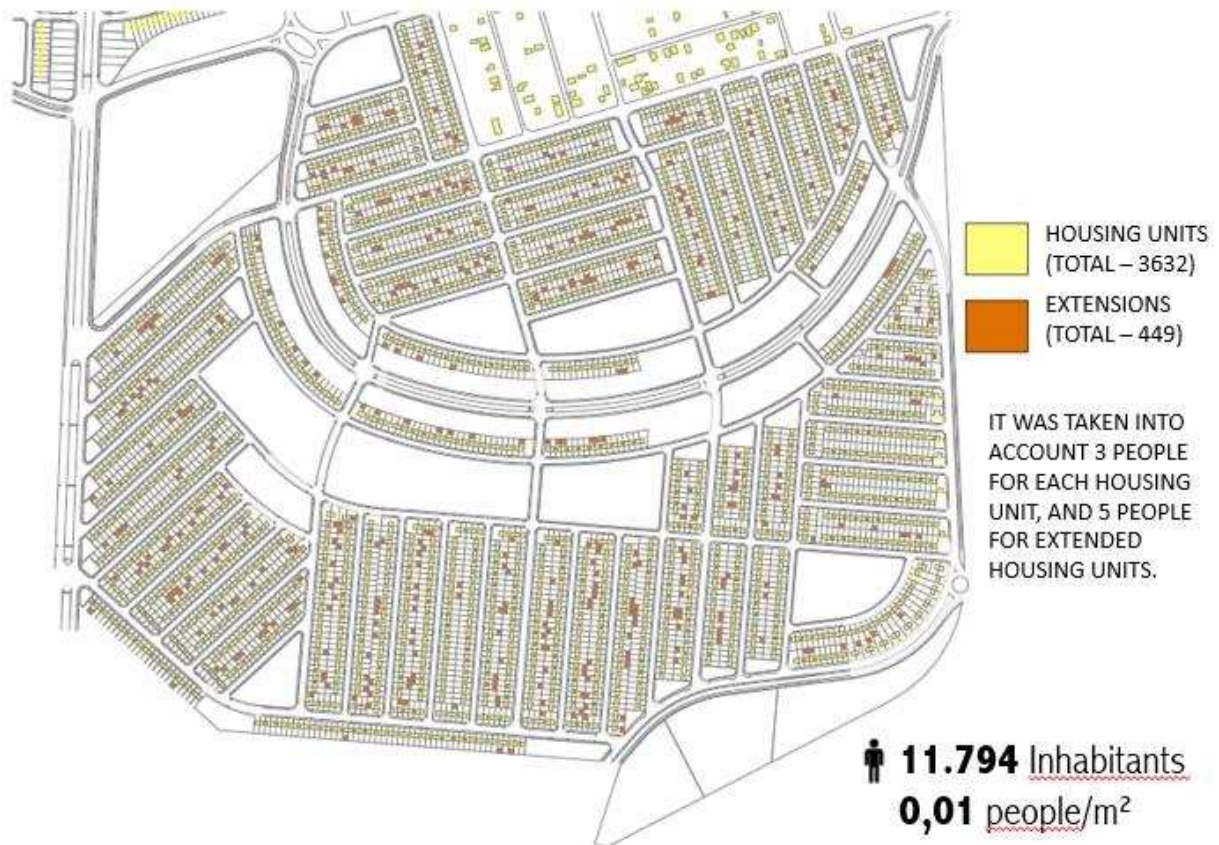 HOUSING UNITS
(TOTAL – 3632)
EXTENSIONS
(TOTAL – 449)
IT WAS TAKEN INTO
ACCOUNT 3 PEOPLE
FOR EACH HOUSING
UNIT, AND 5 PEOPLE
FOR EXTENDED
HOUSING UNITS.
11.794 Inhabitants
0,01 people/m²